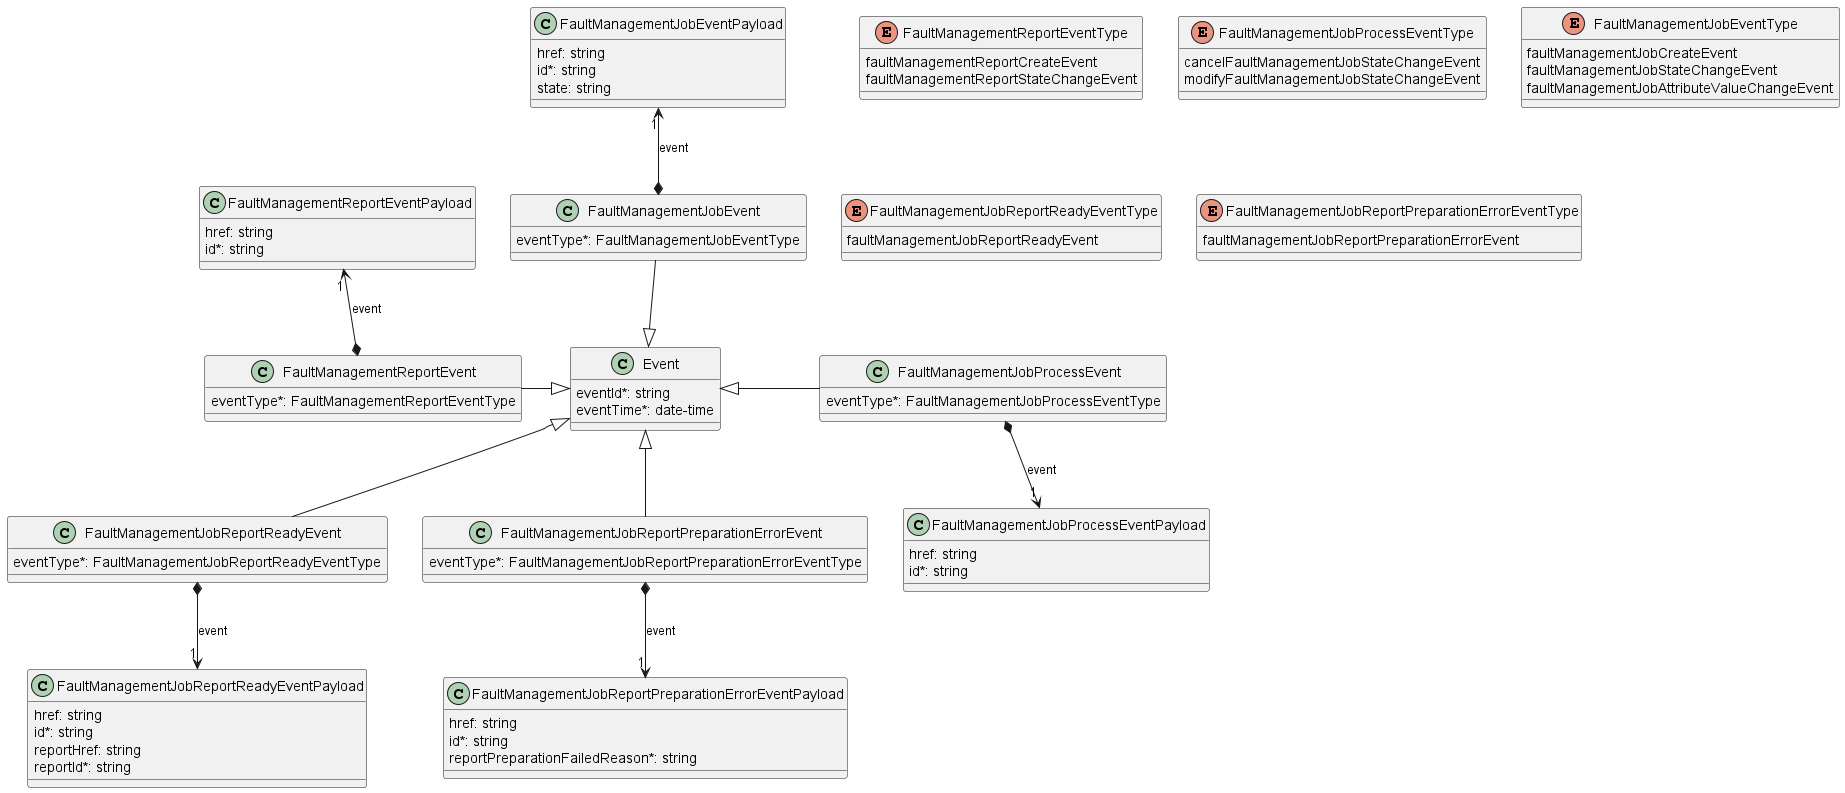 C FaultManagementJobEventPayload
href: string
id*: string
state: string
E FaultManagementReportEventType
faultManagementReportCreateEvent
faultManagementReportStateChangeEvent
E FaultManagementJobProcessEventType
cancelFaultManagementJobStateChangeEvent
modifyFaultManagementJobStateChangeEvent
E FaultManagementJobEventType
faultManagementJobCreateEvent
faultManagementJobStateChangeEvent
faultManagementJobAttributeValueChangeEvent
1
event
C FaultManagementReportEventPayload
href: string
id*: string
C FaultManagementJobEvent
eventType*: FaultManagementJobEventType
E FaultManagementJobReportReadyEventType
faultManagementJobReportReadyEvent
E FaultManagementJobReportPreparationErrorEventType
faultManagementJobReportPreparationErrorEvent
1
event
C FaultManagementReportEvent
eventType*: FaultManagementReportEventType
C Event
eventId*: string
eventTime*: date-time
C FaultManagementJobProcessEvent
eventType*: FaultManagementJobProcessEventType
event
1
C FaultManagementJobReportReadyEvent
eventType*: FaultManagementJobReportReadyEventType
C FaultManagementJobReportPreparationErrorEvent
eventType*: FaultManagementJobReportPreparationErrorEventType
C FaultManagementJobProcessEventPayload
href: string
id*: string
event
1
event
1
C FaultManagementJobReportReadyEventPayload
href: string
id*: string
reportHref: string
reportId*: string
C FaultManagementJobReportPreparationErrorEventPayload
href: string
id*: string
reportPreparationFailedReason*: string